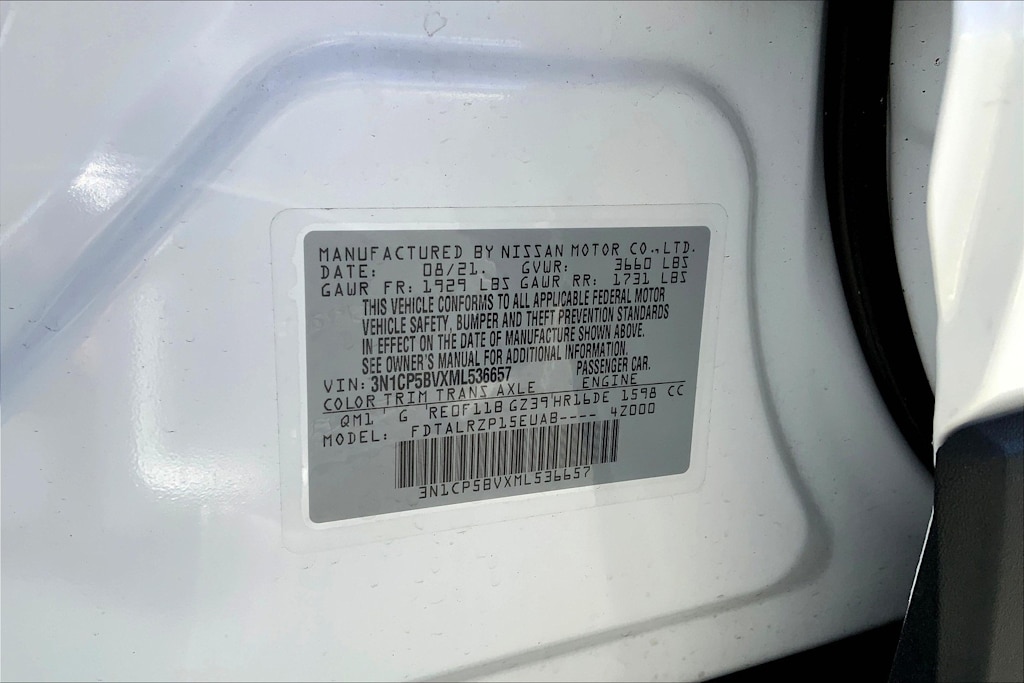 MANUFACTURED BY NISSAN MOTOR CO.,LTD.
DATE: 08/21. GVWR: 3660 LBS
GAWR FR: 1929 LBS GAWR RR: 1731 LBS
THIS VEHICLE CONFORMS TO ALL APPLICABLE FEDERAL MOTOR
VEHICLE SAFETY, BUMPER AND THEFT PREVENTION STANDARDS
IN EFFECT ON THE DATE OF MANUFACTURE SHOWN ABOVE.
SEE OWNER'S MANUAL FOR ADDITIONAL INFORMATION.
VIN: 3N1CP5BVXML536657 PASSENGER CAR.
COLOR TRIM TRANS AXLE ENGINE
QM1 ' G 'RE0F11B GZ39'HR16DE 1598 CC
MODEL: FDTALRZP15EUAB---- 4Z000
3N1CP5BVXML536657